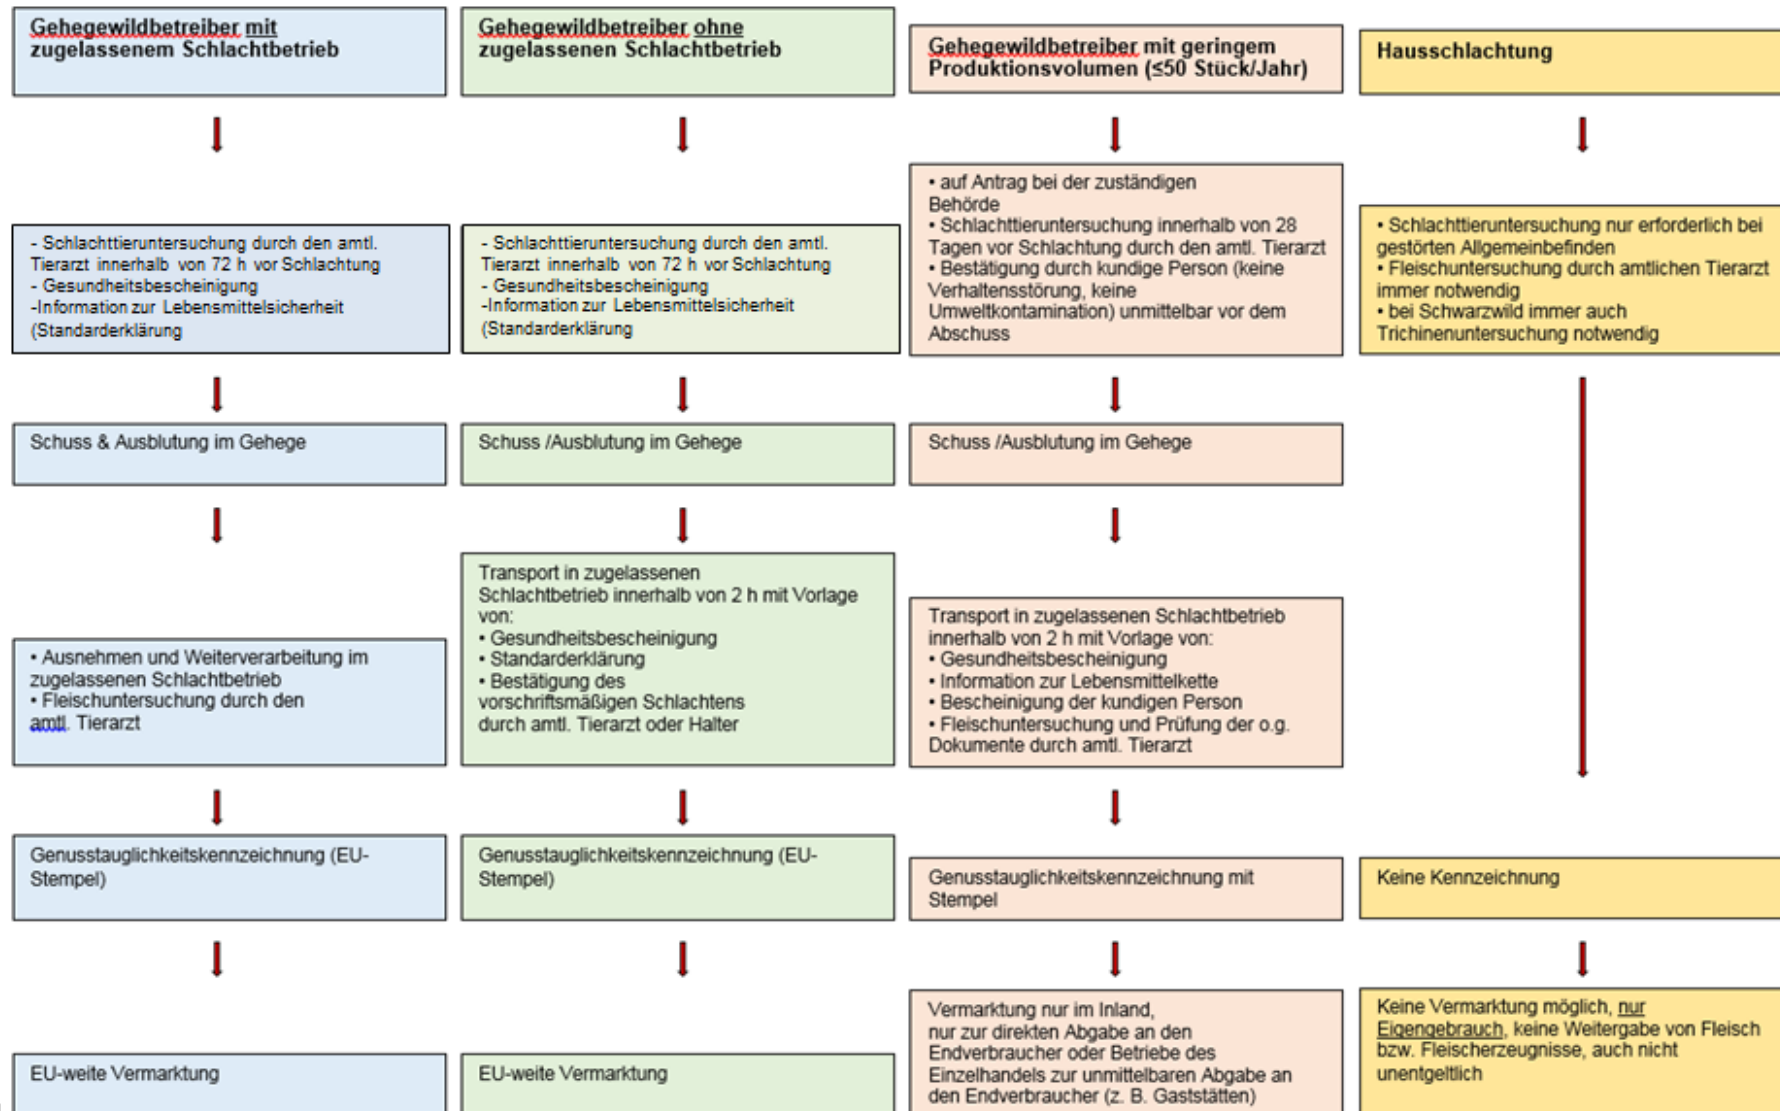 Gehegewildbetreiber mit
zugelassenem Schlachtbetrieb
- Schlachttieruntersuchung durch den amtl.
Tierarzt innerhalb von 72 h vor Schlachtung
- Gesundheitsbescheinigung
-Information zur Lebensmittelsicherheit
(Standarderklärung
Schuss & Ausblutung im Gehege
• Ausnehmen und Weiterverarbeitung im
zugelassenen Schlachtbetrieb
• Fleischuntersuchung durch den
amtl. Tierarzt
Genusstauglichkeitskennzeichnung (EU-
Stempel)
EU-weite Vermarktung
Gehegewildbetreiber ohne
zugelassenen Schlachtbetrieb
- Schlachttieruntersuchung durch den amtl.
Tierarzt innerhalb von 72 h vor Schlachtung
- Gesundheitsbescheinigung
-Information zur Lebensmittelsicherheit
(Standarderklärung
Schuss /Ausblutung im Gehege
Transport in zugelassenen
Schlachtbetrieb innerhalb von 2 h mit Vorlage
von:
• Gesundheitsbescheinigung
• Standarderklärung
• Bestätigung des
vorschriftsmäßigen Schlachtens
durch amtl. Tierarzt oder Halter
Genusstauglichkeitskennzeichnung (EU-
Stempel)
EU-weite Vermarktung
Gehegewildbetreiber mit geringem
Produktionsvolumen (≤50 Stück/Jahr)
• auf Antrag bei der zuständigen
Behörde
• Schlachttieruntersuchung innerhalb von 28
Tagen vor Schlachtung durch den amtl. Tierarzt
• Bestätigung durch kundige Person (keine
Verhaltensstörung, keine
Umweltkontamination) unmittelbar vor dem
Abschuss
Schuss /Ausblutung im Gehege
Transport in zugelassenen Schlachtbetrieb
innerhalb von 2 h mit Vorlage von:
• Gesundheitsbescheinigung
• Information zur Lebensmittelkette
• Bescheinigung der kundigen Person
• Fleischuntersuchung und Prüfung der o.g.
Dokumente durch amtl. Tierarzt
Genusstauglichkeitskennzeichnung mit
Stempel
Vermarktung nur im Inland,
nur zur direkten Abgabe an den
Endverbraucher oder Betriebe des
Einzelhandels zur unmittelbaren Abgabe an
den Endverbraucher (z. B. Gaststätten)
Hausschlachtung
• Schlachttieruntersuchung nur erforderlich bei
gestörten Allgemeinbefinden
• Fleischuntersuchung durch amtlichen Tierarzt
immer notwendig
• bei Schwarzwild immer auch
Trichinenuntersuchung notwendig
Keine Kennzeichnung
Keine Vermarktung möglich, nur
Eigengebrauch, keine Weitergabe von Fleisch
bzw. Fleischerzeugnisse, auch nicht
unentgeltlich